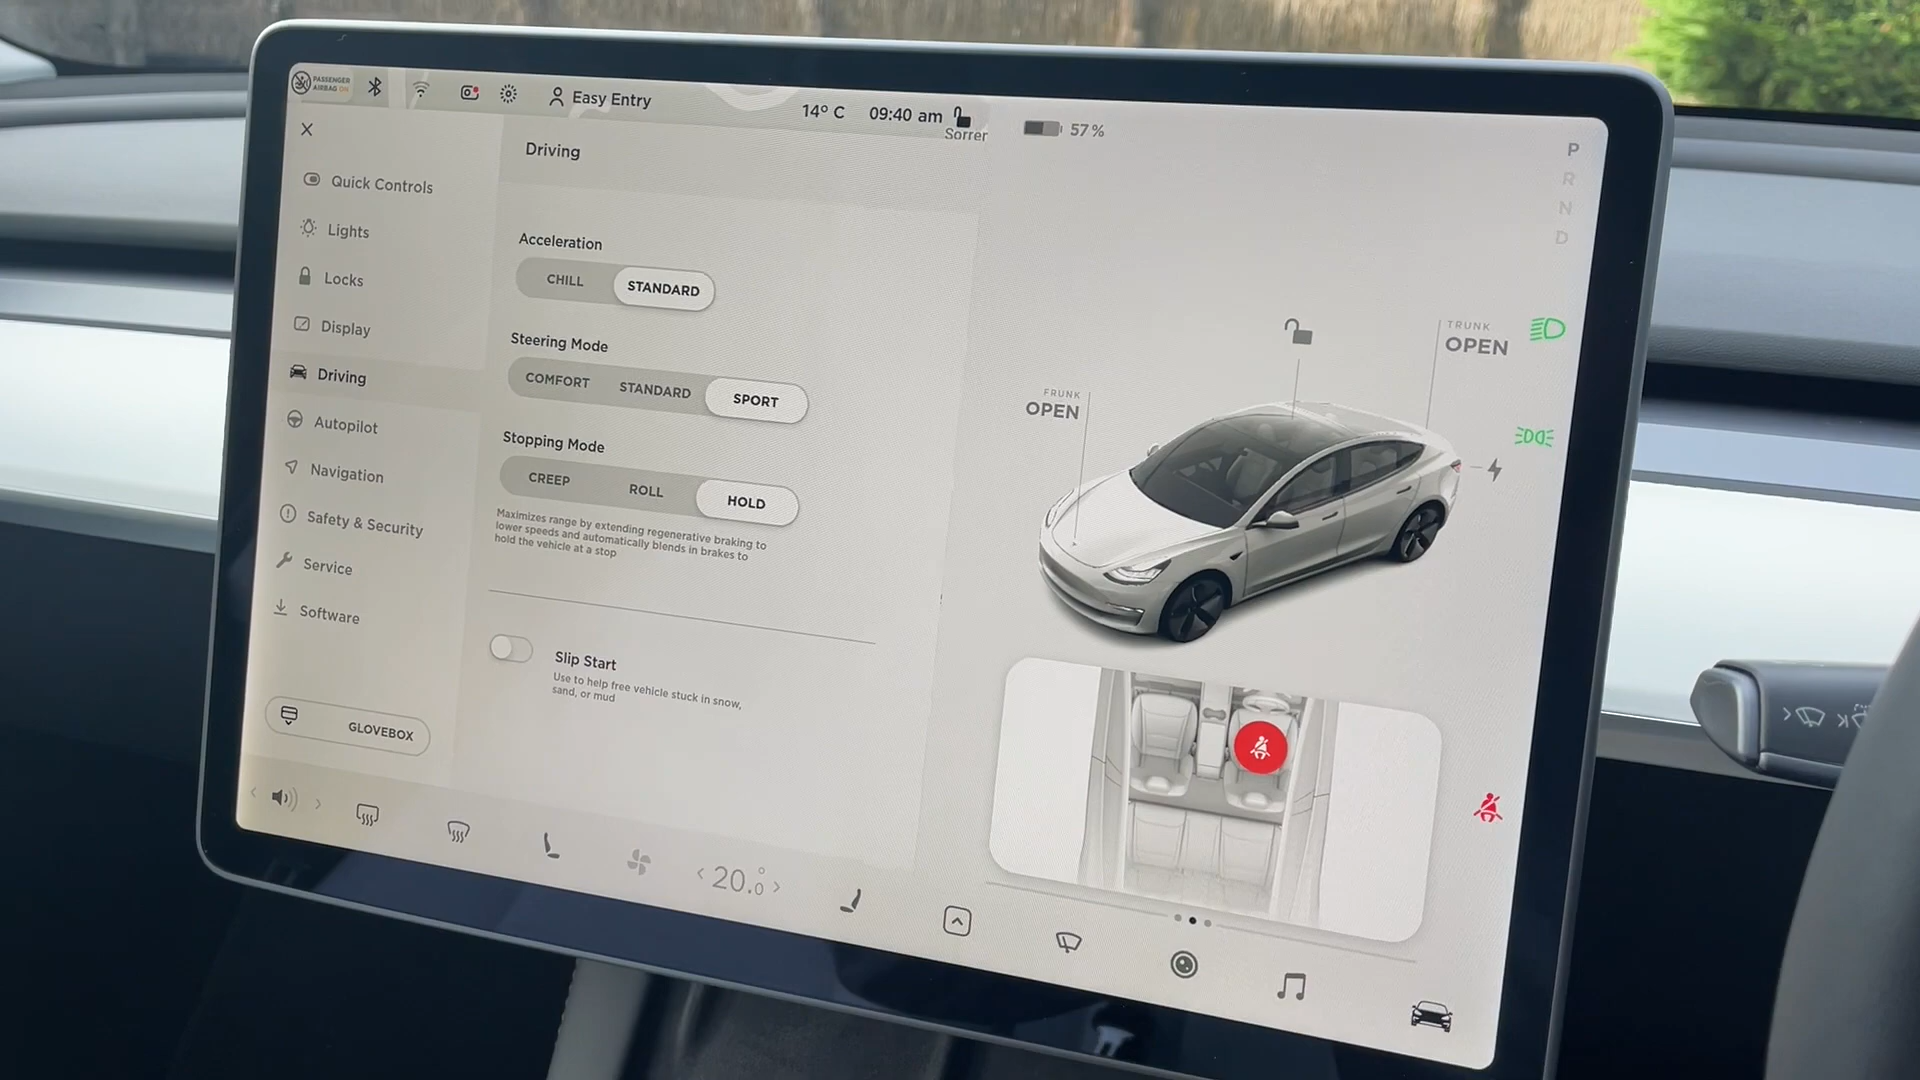 PASSENGER
AIRBAG ON
Easy Entry
14° C
09:40 am
Sorrer
57 %
Driving
Quick Controls
Lights
Locks
Display
Driving
Autopilot
Navigation
Safety & Security
Service
Software
GLOVEBOX
Acceleration
CHILL
STANDARD
Steering Mode
COMFORT
STANDARD
SPORT
Stopping Mode
CREEP
ROLL
HOLD
Maximizes range by extending regenerative braking to
lower speeds and automatically blends in brakes to
hold the vehicle at a stop
Slip Start
Use to help free vehicle stuck in snow,
sand, or mud
P
R
N
D
TRUNK
OPEN
FRUNK
OPEN
20.0°